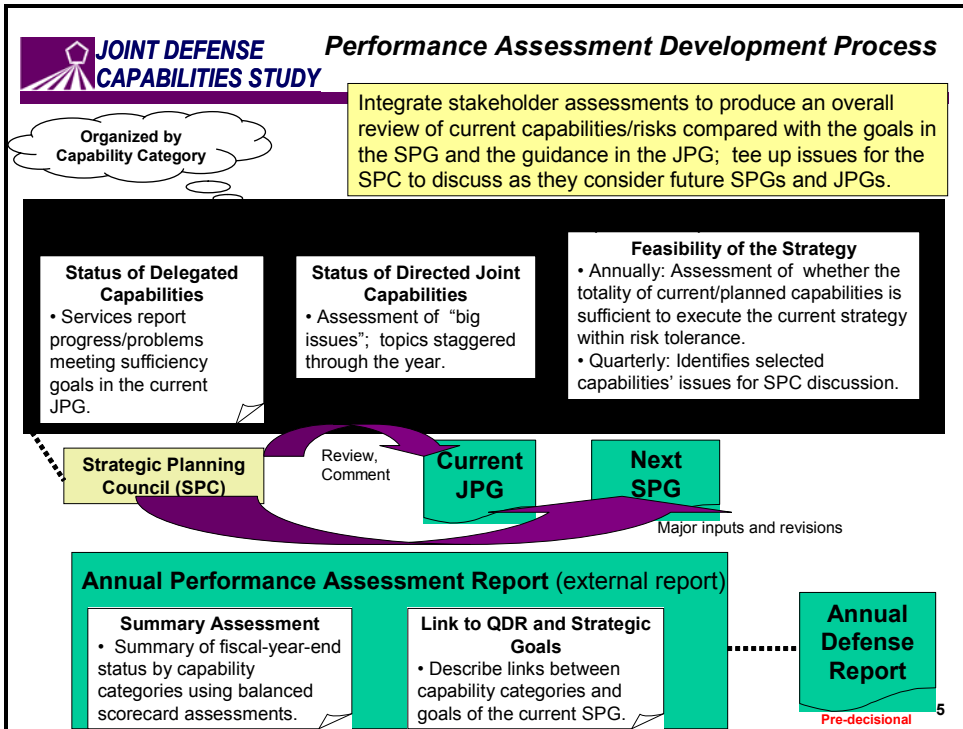 JOINT DEFENSE
CAPABILITIES STUDY
Performance Assessment Development Process
Organized by
Capability Category
Integrate stakeholder assessments to produce an overall
review of current capabilities/risks compared with the goals in
the SPG and the guidance in the JPG; tee up issues for the
SPC to discuss as they consider future SPGs and JPGs.
Status of Delegated
Capabilities
• Services report
progress/problems
meeting sufficiency
goals in the current
JPG.
Status of Directed Joint
Capabilities
• Assessment of “big
issues”; topics staggered
through the year.
Feasibility of the Strategy
• Annually: Assessment of whether the
totality of current/planned capabilities is
sufficient to execute the current strategy
within risk tolerance.
• Quarterly: Identifies selected
capabilities’ issues for SPC discussion.
Strategic Planning
Council (SPC)
Review,
Comment
Current
JPG
Next
SPG
Major inputs and revisions
Annual Performance Assessment Report (external report)
Summary Assessment
• Summary of fiscal-year-end
status by capability
categories using balanced
scorecard assessments.
Link to QDR and Strategic
Goals
• Describe links between
capability categories and
goals of the current SPG.
Annual
Defense
Report
Pre-decisional
5